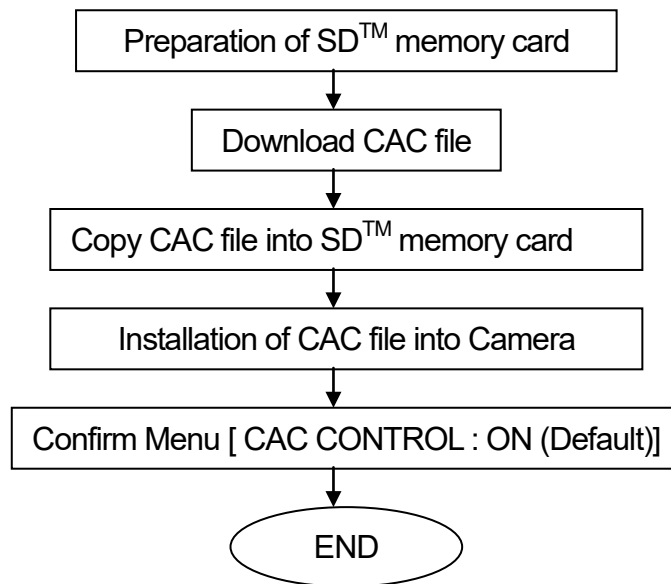 Preparation of SD™ memory card
Download CAC file
Copy CAC file into SD™ memory card
Installation of CAC file into Camera
Confirm Menu [ CAC CONTROL : ON (Default)]
END